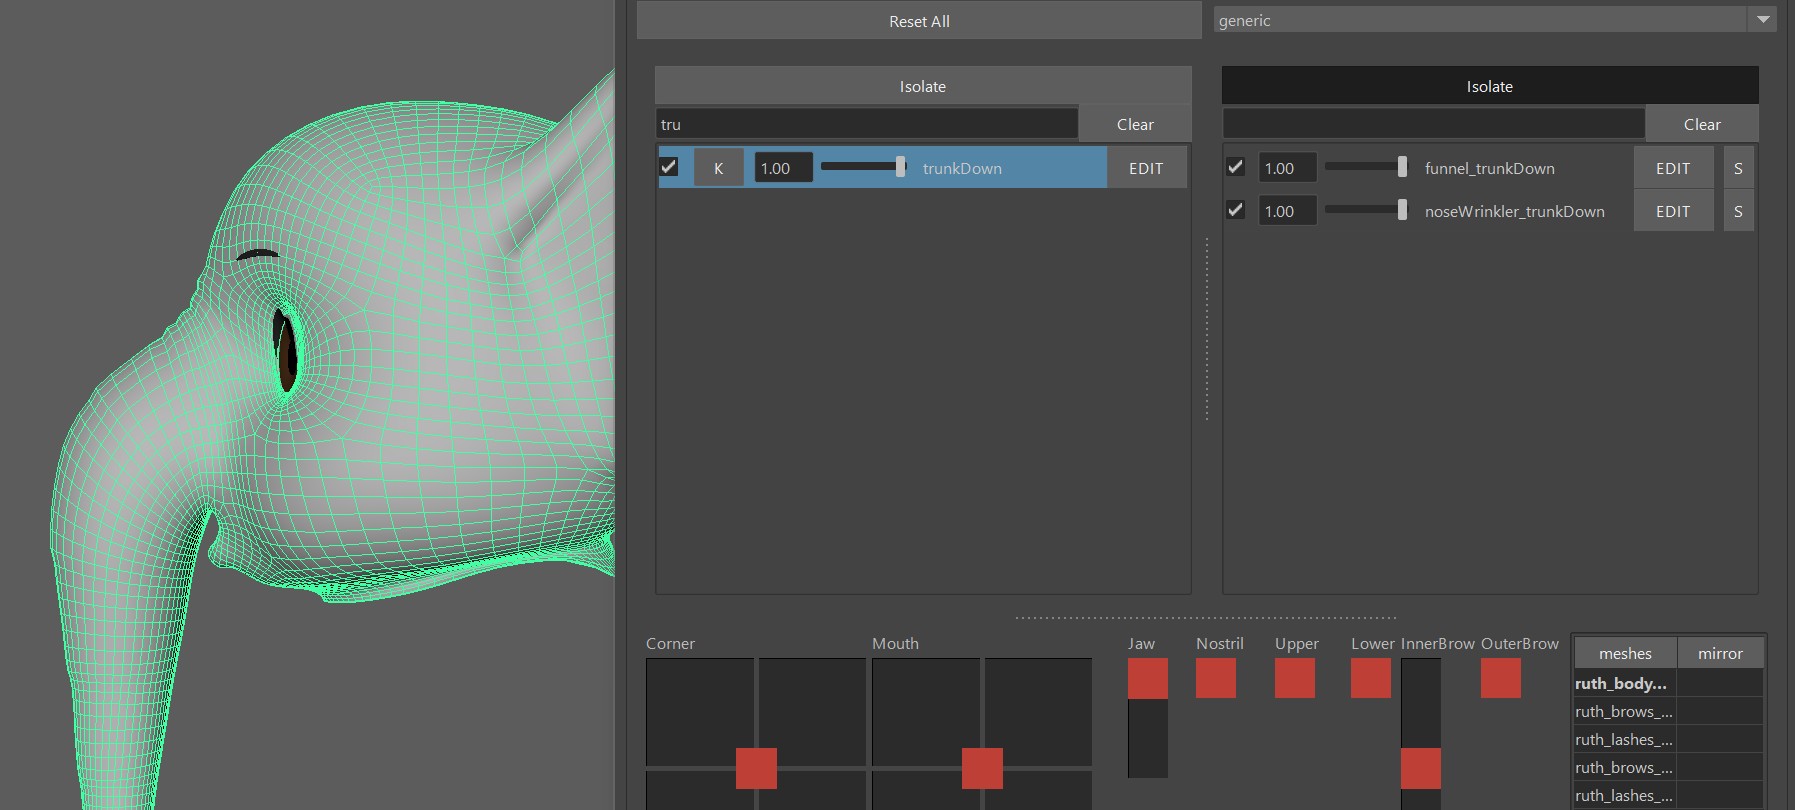 Reset All
generic
Isolate
Isolate
tru
Clear
Clear
K
1.00
trunkDown
EDIT
1.00
funnel_trunkDown
EDIT
S
1.00
noseWrinkler_trunkDown
EDIT
S
Corner
Mouth
Jaw
Nostril
Upper
Lower
InnerBrow
OuterBrow
meshes
mirror
ruth_body...
ruth_brows_...
ruth_lashes_...
ruth_brows_...
ruth_lashes_...